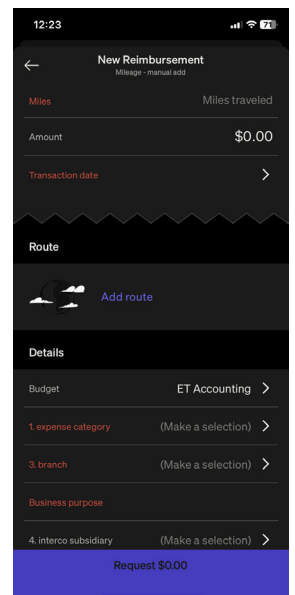 12:23
71
New Reimbursement
Mileage - manual add
Miles Miles traveled
Amount $0.00
Transaction date
Route
Add route
Details
Budget ET Accounting
1. expense category (Make a selection)
3. branch (Make a selection)
Business purpose
4. interco subsidiary (Make a selection)
Request $0.00